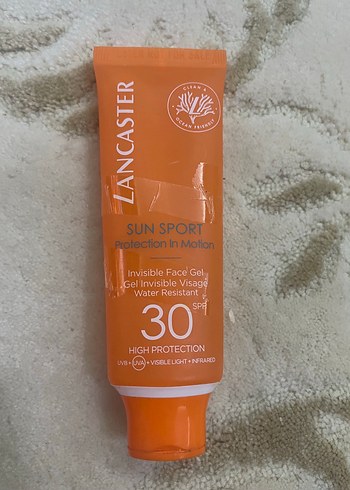 CLEAN &
OCEAN FRIENDLY
LANCASTER
SUN SPORT
Protection In Motion
Invisible Face Gel
Gel Invisible Visage
Water Resistant
30 SPF
HIGH PROTECTION
UVB + UVA + VISIBLE LIGHT + INFRARED